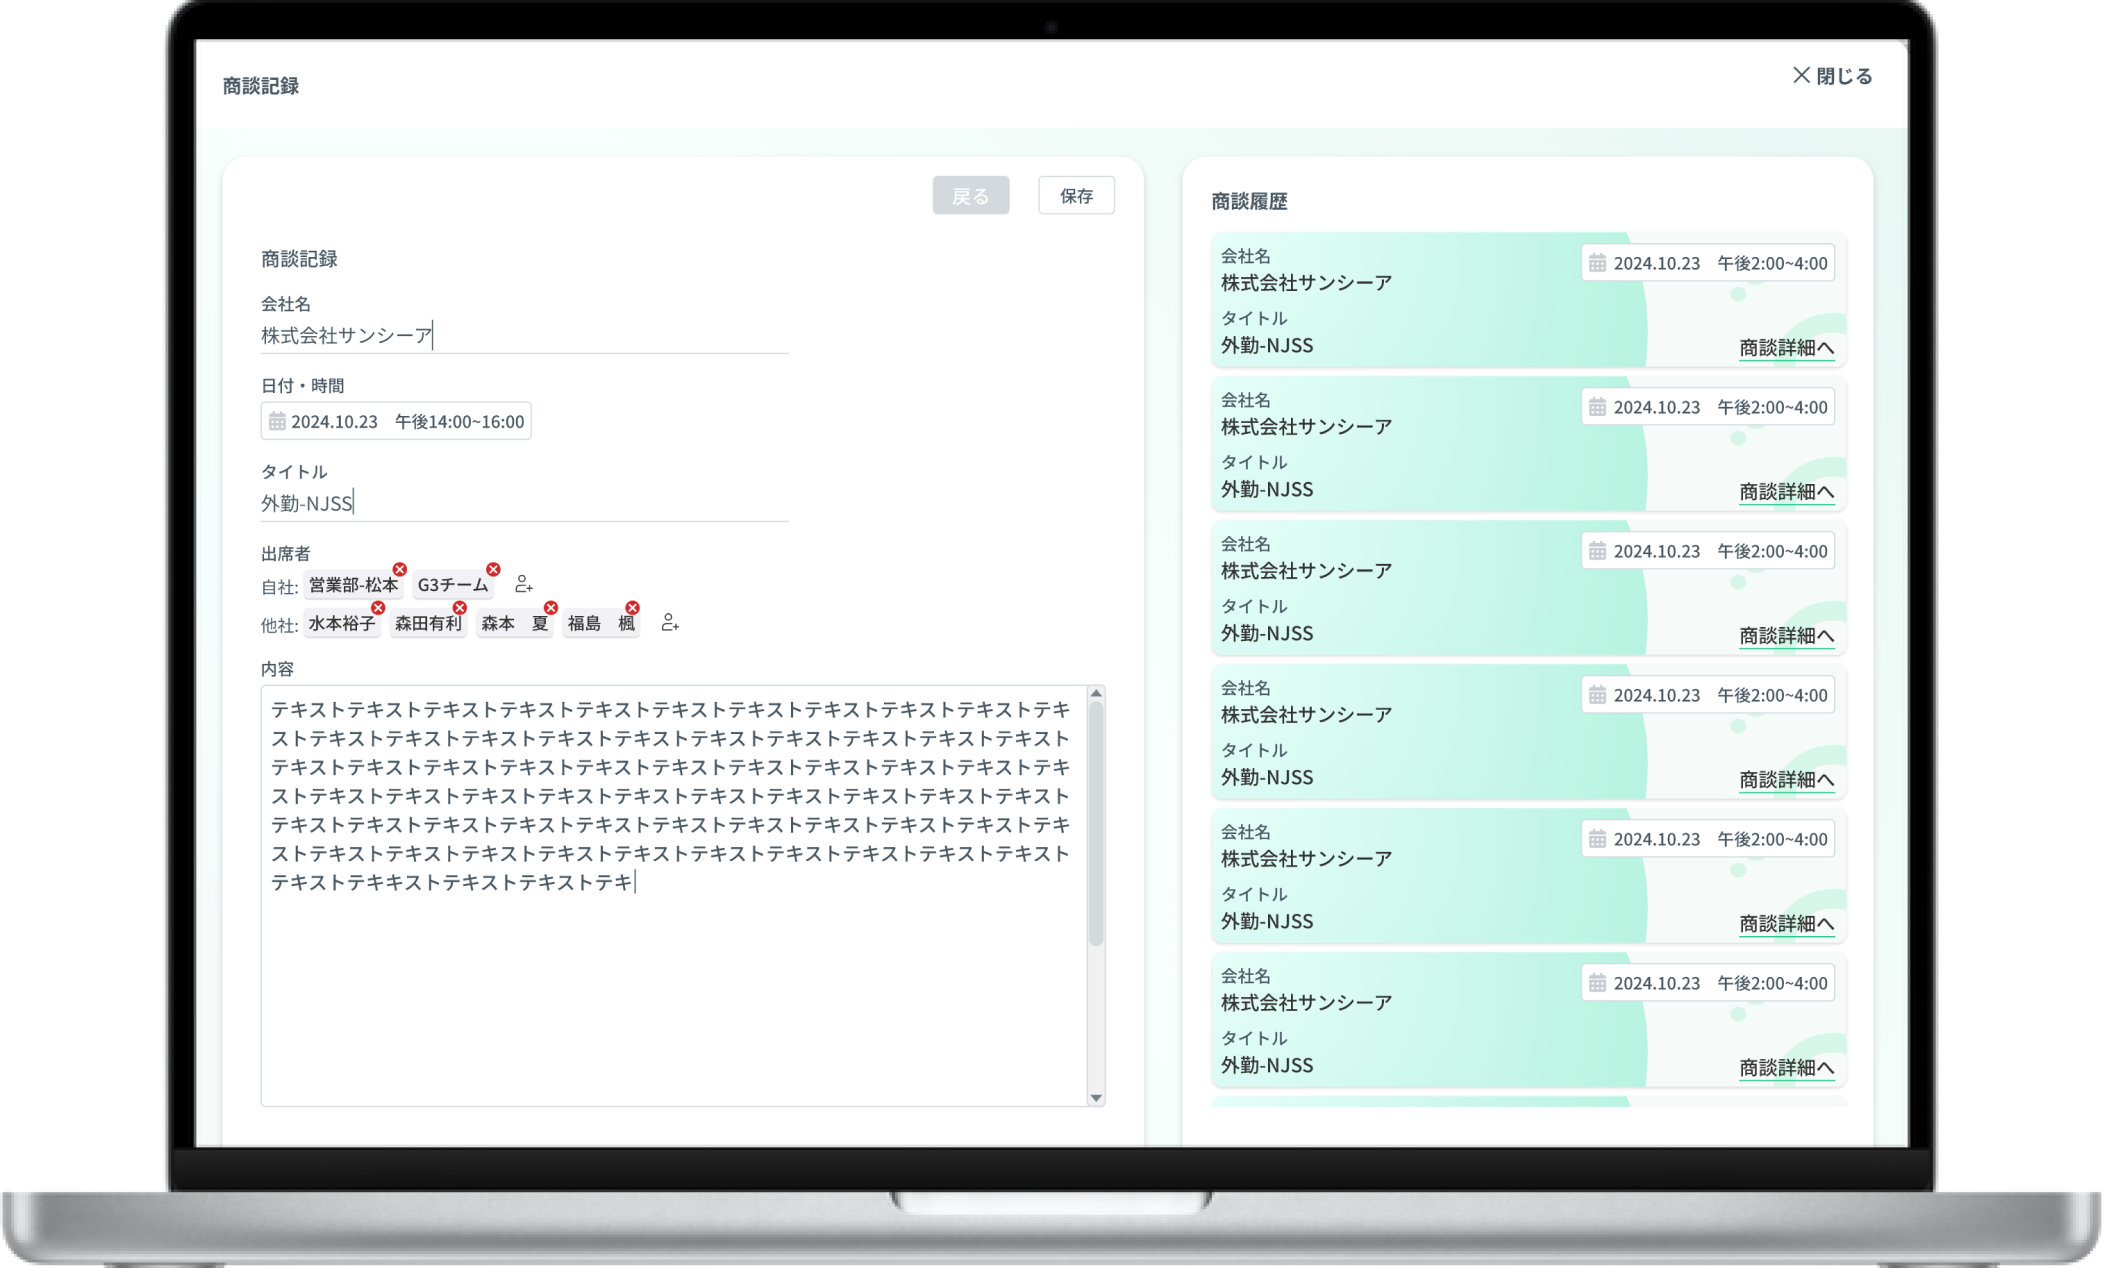 商談記録
閉じる
戻る
保存
商談記録
会社名
株式会社サンシーア
日付・時間
2024.10.23 午後14:00~16:00
タイトル
外勤-NJSS
出席者
自社: 営業部-松本 G3チーム
他社: 水本裕子 森田有利 森本　夏 福島　楓
内容
テキストテキストテキストテキストテキストテキストテキストテキストテキストテキストテキ
ストテキストテキストテキストテキストテキストテキストテキストテキストテキストテキスト
テキストテキストテキストテキストテキストテキストテキストテキストテキストテキストテキ
ストテキストテキストテキストテキストテキストテキストテキストテキストテキストテキスト
テキストテキストテキストテキストテキストテキストテキストテキストテキストテキストテキ
ストテキストテキストテキストテキストテキストテキストテキストテキストテキストテキスト
テキストテキキストテキストテキストテキ
商談履歴
会社名
2024.10.23 午後2:00~4:00
株式会社サンシーア
タイトル
外勤-NJSS
商談詳細へ
会社名
2024.10.23 午後2:00~4:00
株式会社サンシーア
タイトル
外勤-NJSS
商談詳細へ
会社名
2024.10.23 午後2:00~4:00
株式会社サンシーア
タイトル
外勤-NJSS
商談詳細へ
会社名
2024.10.23 午後2:00~4:00
株式会社サンシーア
タイトル
外勤-NJSS
商談詳細へ
会社名
2024.10.23 午後2:00~4:00
株式会社サンシーア
タイトル
外勤-NJSS
商談詳細へ
会社名
2024.10.23 午後2:00~4:00
株式会社サンシーア
タイトル
外勤-NJSS
商談詳細へ